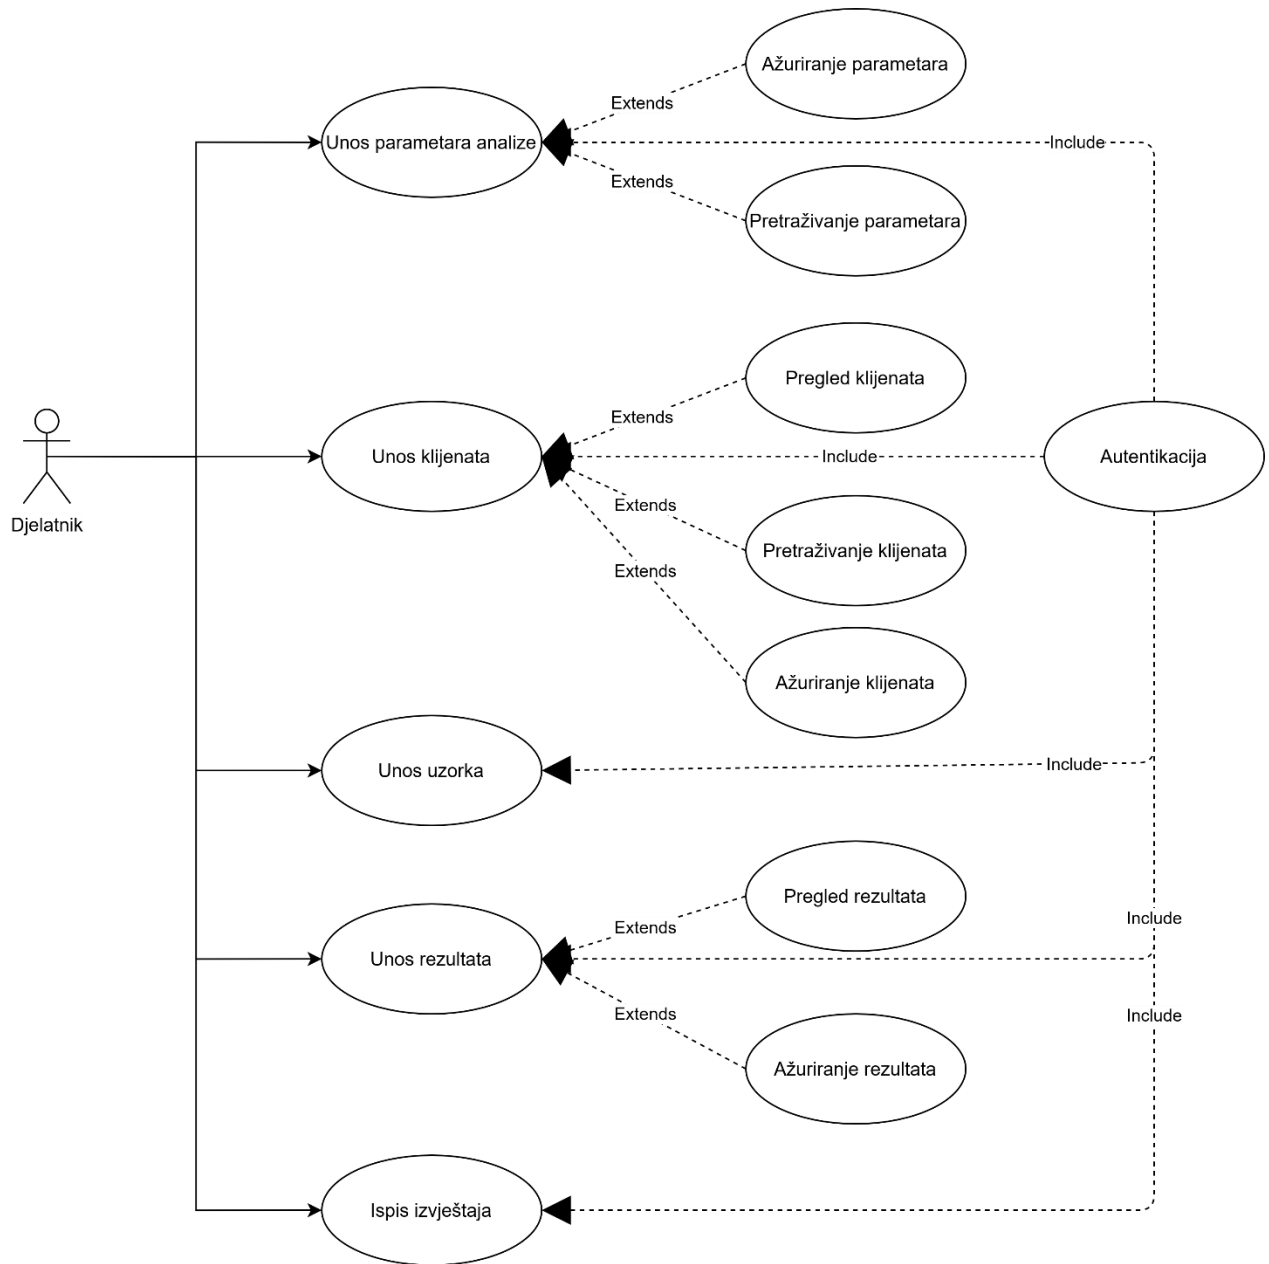 Ažuriranje parametara
Extends
Unos parametara analize
Include
Extends
Pretraživanje parametara
Pregled klijenata
Extends
Unos klijenata
Include
Autentikacija
Extends
Pretraživanje klijenata
Djelatnik
Extends
Ažuriranje klijenata
Unos uzorka
Include
Pregled rezultata
Extends
Include
Unos rezultata
Extends
Include
Ažuriranje rezultata
Ispis izvještaja